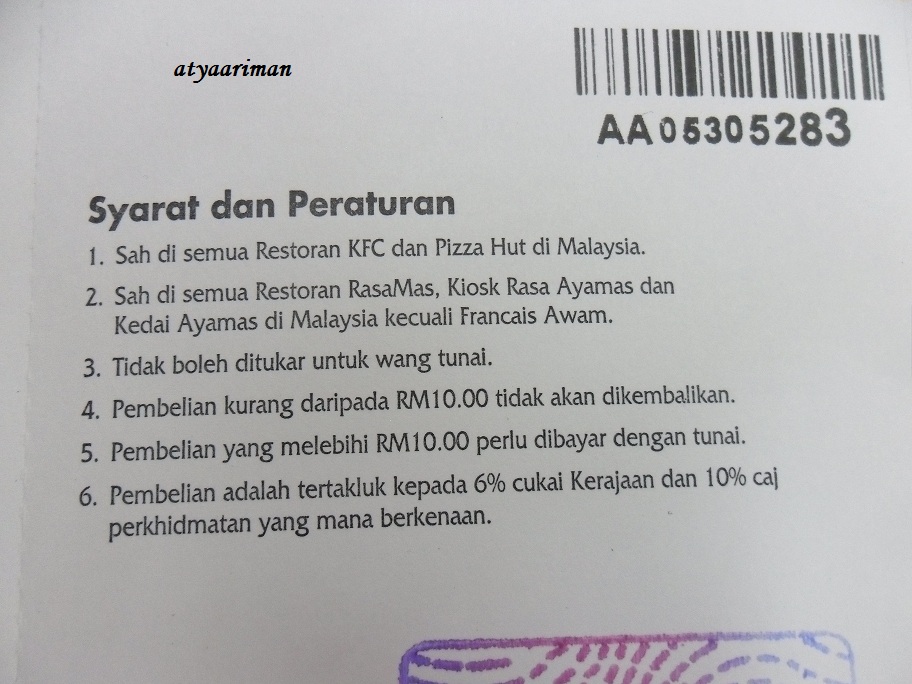 atyaariman
AA05305283
Syarat dan Peraturan
1. Sah di semua Restoran KFC dan Pizza Hut di Malaysia.
2. Sah di semua Restoran RasaMas, Kiosk Rasa Ayamas dan
Kedai Ayamas di Malaysia kecuali Francais Awam.
3. Tidak boleh ditukar untuk wang tunai.
4. Pembelian kurang daripada RM10.00 tidak akan dikembalikan.
5. Pembelian yang melebihi RM10.00 perlu dibayar dengan tunai.
6. Pembelian adalah tertakluk kepada 6% cukai Kerajaan dan 10% caj
perkhidmatan yang mana berkenaan.